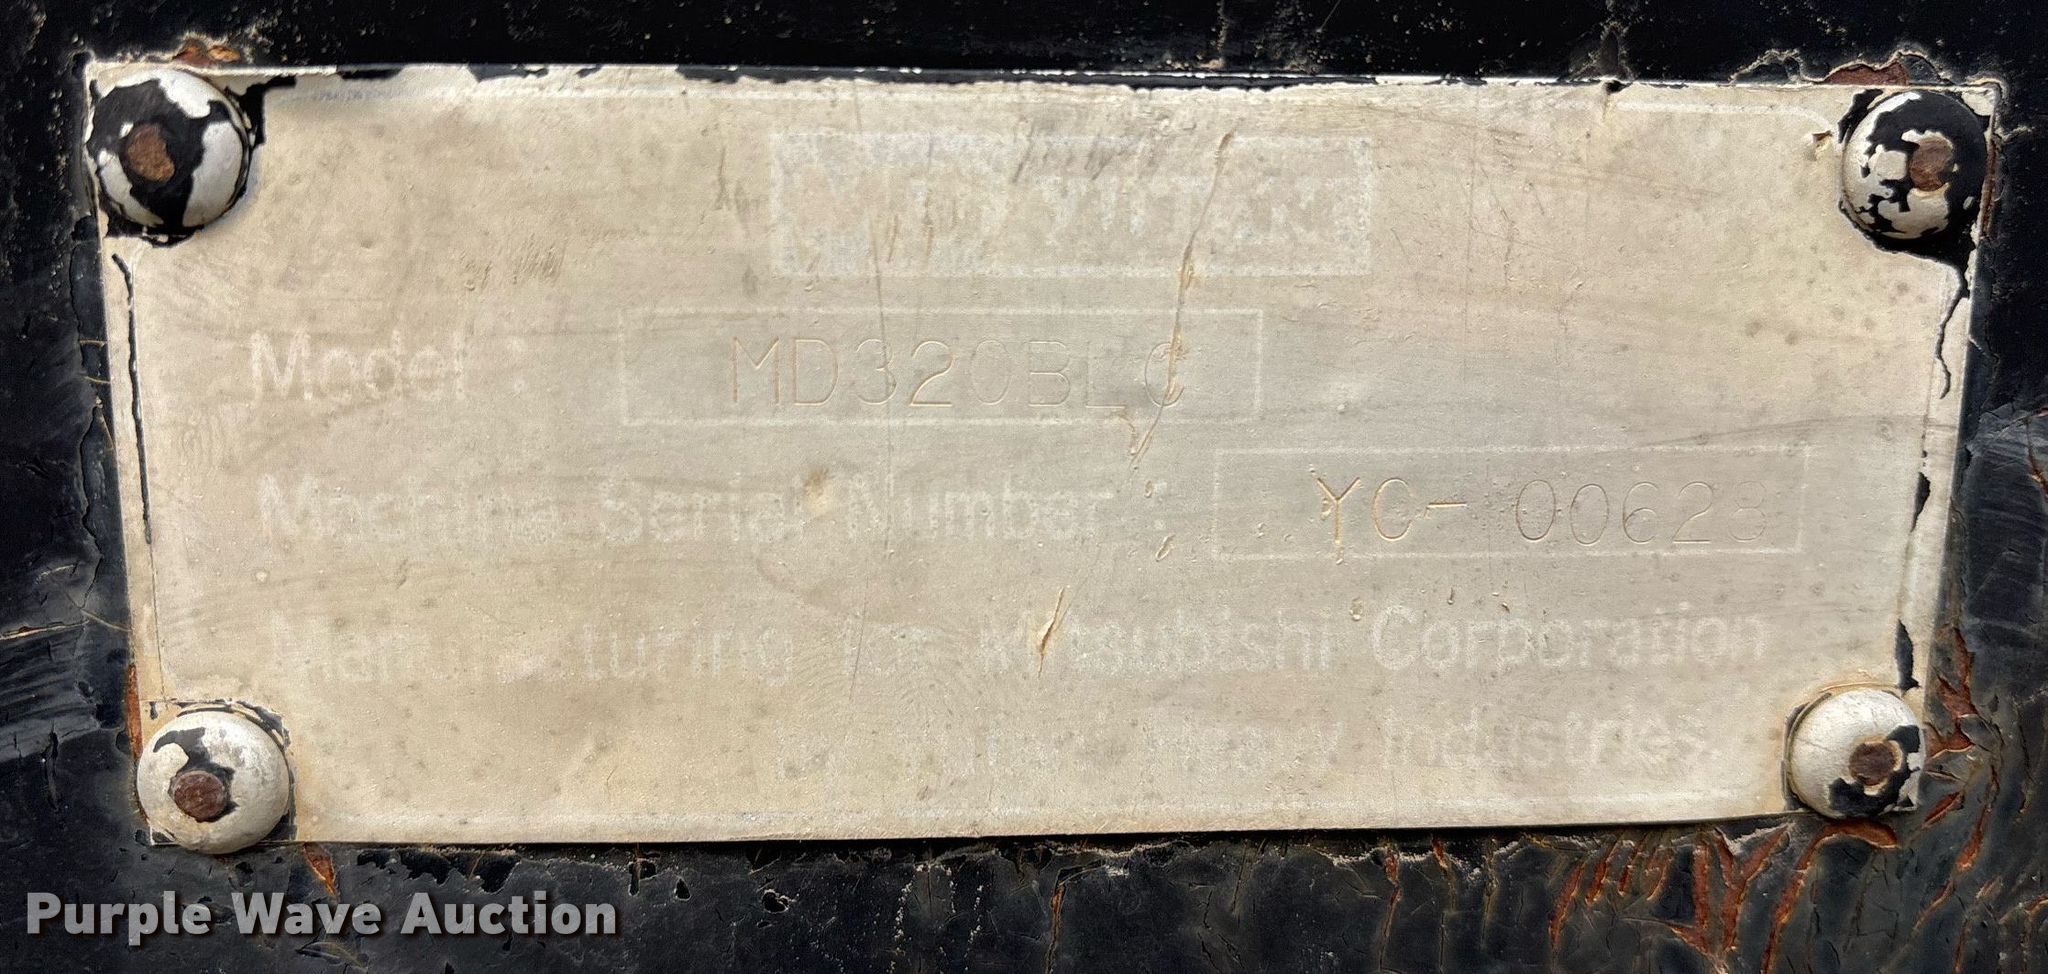 Model : MD320BLC
Machine Serial Number : YC- 00628
Manufacturing for Mitsubishi Corporation
Heavy Industries
Purple Wave Auction